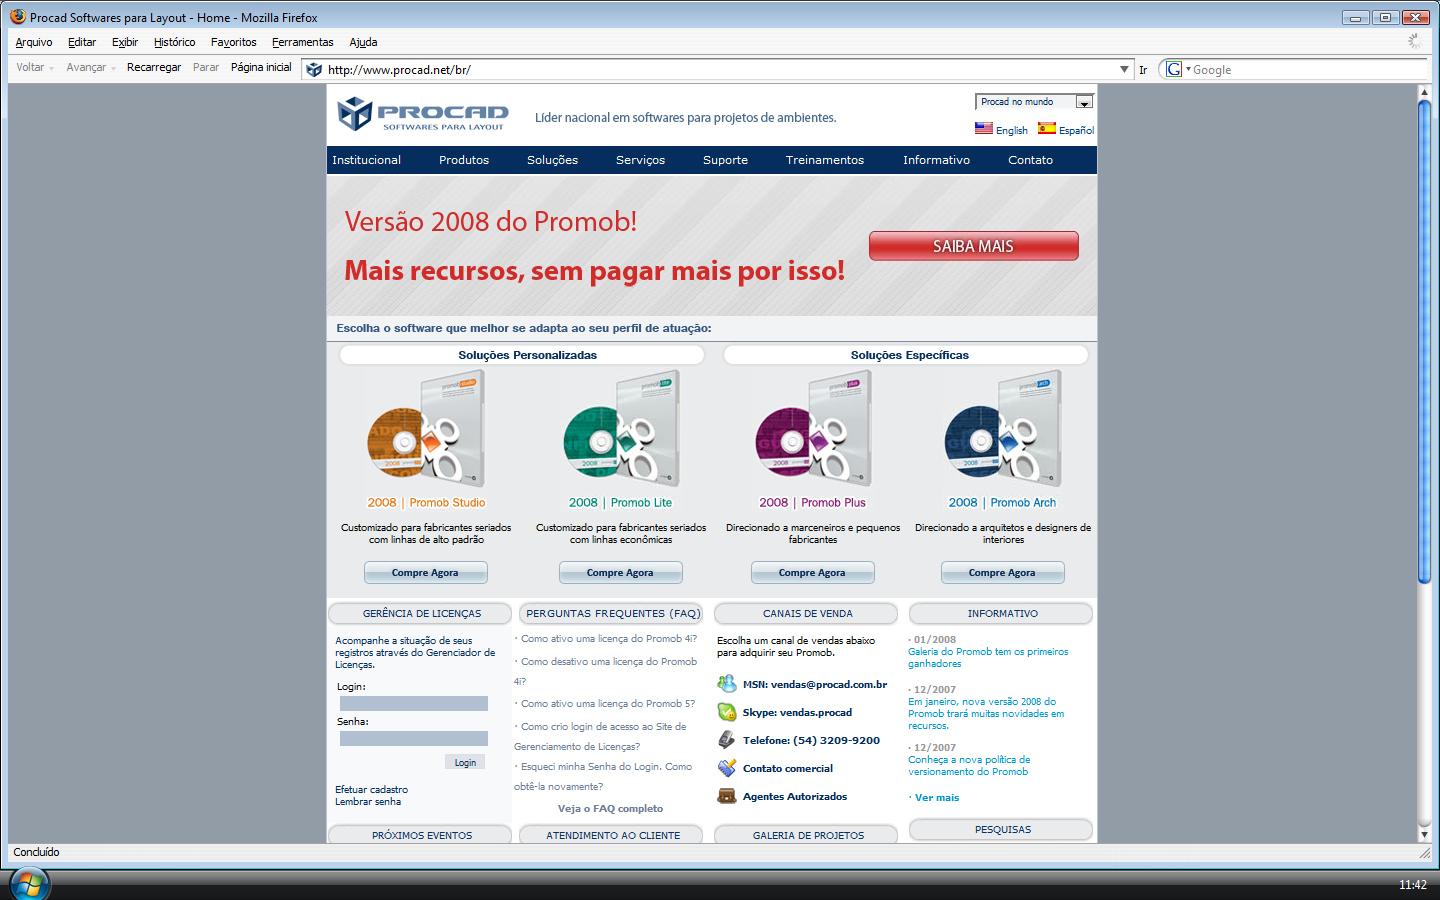 Procad Softwares para Layout - Home - Mozilla Firefox
Arquivo Editar Exibir Histórico Favoritos Ferramentas Ajuda
Voltar Avançar Recarregar Parar Página inicial http://www.procad.net/br/ Ir G Google
PROCAD
SOFTWARES PARA LAYOUT
Líder nacional em softwares para projetos de ambientes.
Procad no mundo
English Español
Institucional Produtos Soluções Serviços Suporte Treinamentos Informativo Contato
Versão 2008 do Promob!
Mais recursos, sem pagar mais por isso!
SAIBA MAIS
Escolha o software que melhor se adapta ao seu perfil de atuação:
Soluções Personalizadas
Soluções Específicas
2008 | Promob Studio
Customizado para fabricantes seriados
com linhas de alto padrão
Compre Agora
2008 | Promob Lite
Customizado para fabricantes seriados
com linhas econômicas
Compre Agora
2008 | Promob Plus
Direcionado a marceneiros e pequenos
fabricantes
Compre Agora
2008 | Promob Arch
Direcionado a arquitetos e designers de
interiores
Compre Agora
GERÊNCIA DE LICENÇAS
Acompanhe a situação de seus
registros através do Gerenciador de
Licenças.
Login:
Senha:
Login
Efetuar cadastro
Lembrar senha
PRÓXIMOS EVENTOS
PERGUNTAS FREQUENTES (FAQ)
· Como ativo uma licença do Promob 4i?
· Como desativo uma licença do Promob
4i?
· Como ativo uma licença do Promob 5?
· Como crio login de acesso ao Site de
Gerenciamento de Licenças?
· Esqueci minha Senha do Login. Como
obtê-la novamente?
Veja o FAQ completo
ATENDIMENTO AO CLIENTE
CANAIS DE VENDA
Escolha um canal de vendas abaixo
para adquirir seu Promob.
MSN: vendas@procad.com.br
Skype: vendas.procad
Telefone: (54) 3209-9200
Contato comercial
Agentes Autorizados
GALERIA DE PROJETOS
INFORMATIVO
· 01/2008
Galeria do Promob tem os primeiros
ganhadores
· 12/2007
Em janeiro, nova versão 2008 do
Promob trará muitas novidades em
recursos.
· 12/2007
Conheça a nova política de
versionamento do Promob
· Ver mais
PESQUISAS
Concluído
11:42